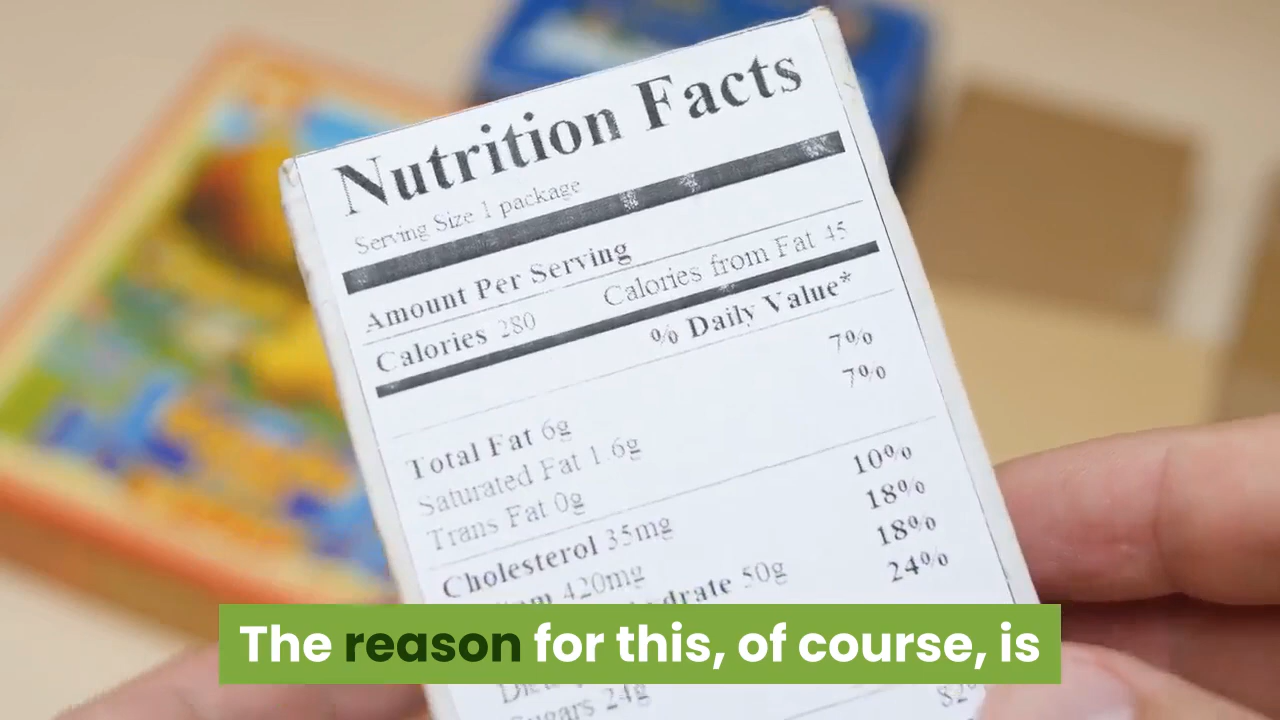 Nutrition Facts
Serving Size 1 package
Amount Per Serving
Calories 280 Calories from Fat 45
% Daily Value*
7%
7%
Total Fat 6g
Saturated Fat 1.6g
Trans Fat 0g
10%
18%
18%
24%
Cholesterol 35mg
420mg
50g
Sugars 24g
The reason for this, of course, is